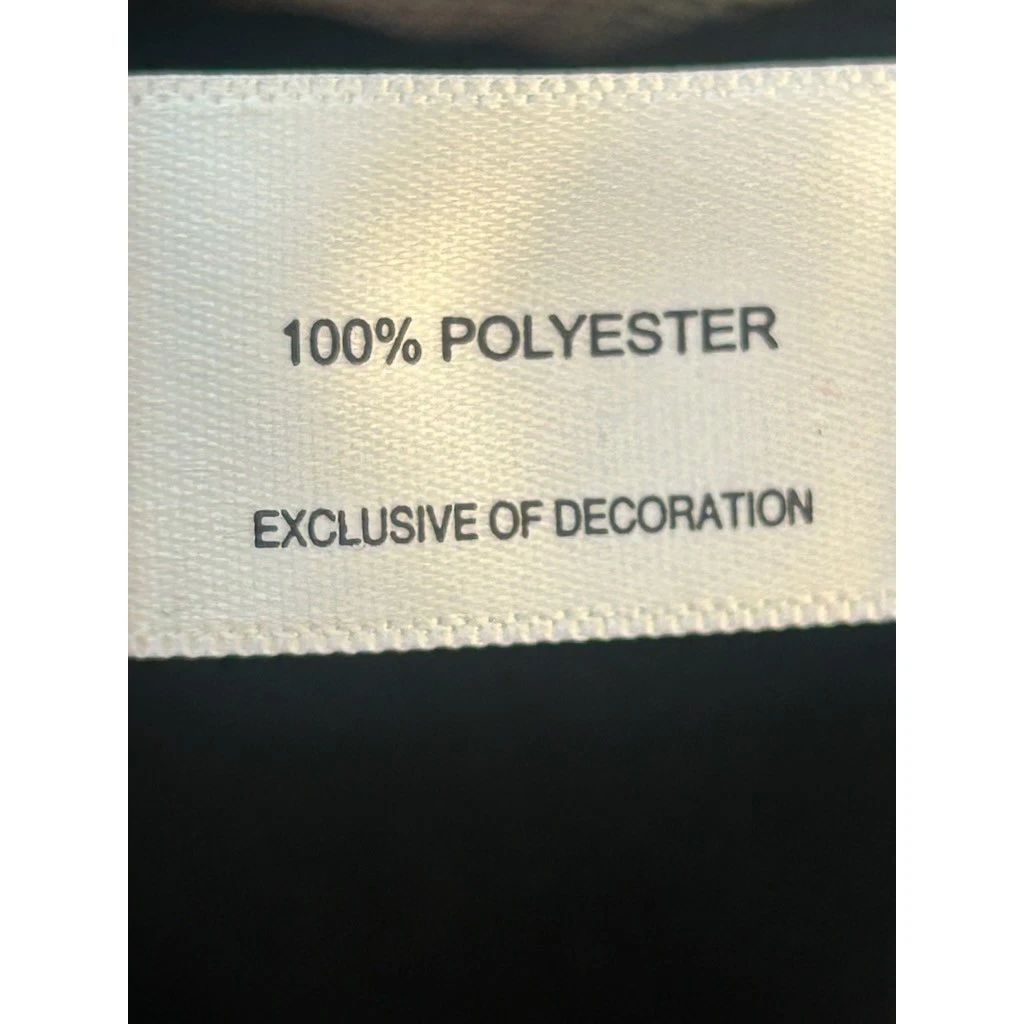 100% POLYESTER
EXCLUSIVE OF DECORATION